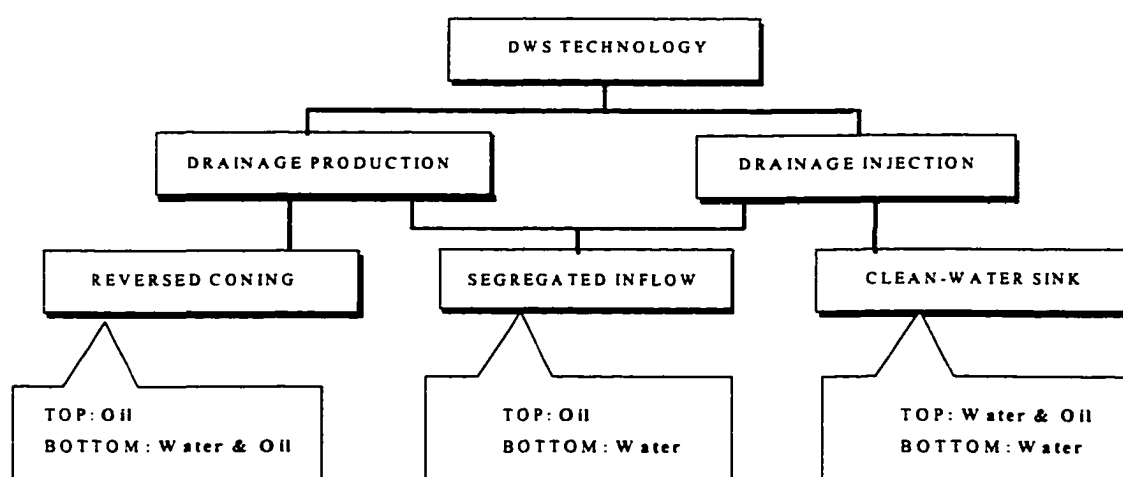 DWS TECHNOLOGY
DRAINAGE PRODUCTION
DRAINAGE INJECTION
REVERSED CONING
SEGREGATED INFLOW
CLEAN-WATER SINK
TOP: Oil
BOTTOM: Water & Oil
TOP: Oil
BOTTOM: Water
TOP: Water & Oil
BOTTOM: Water